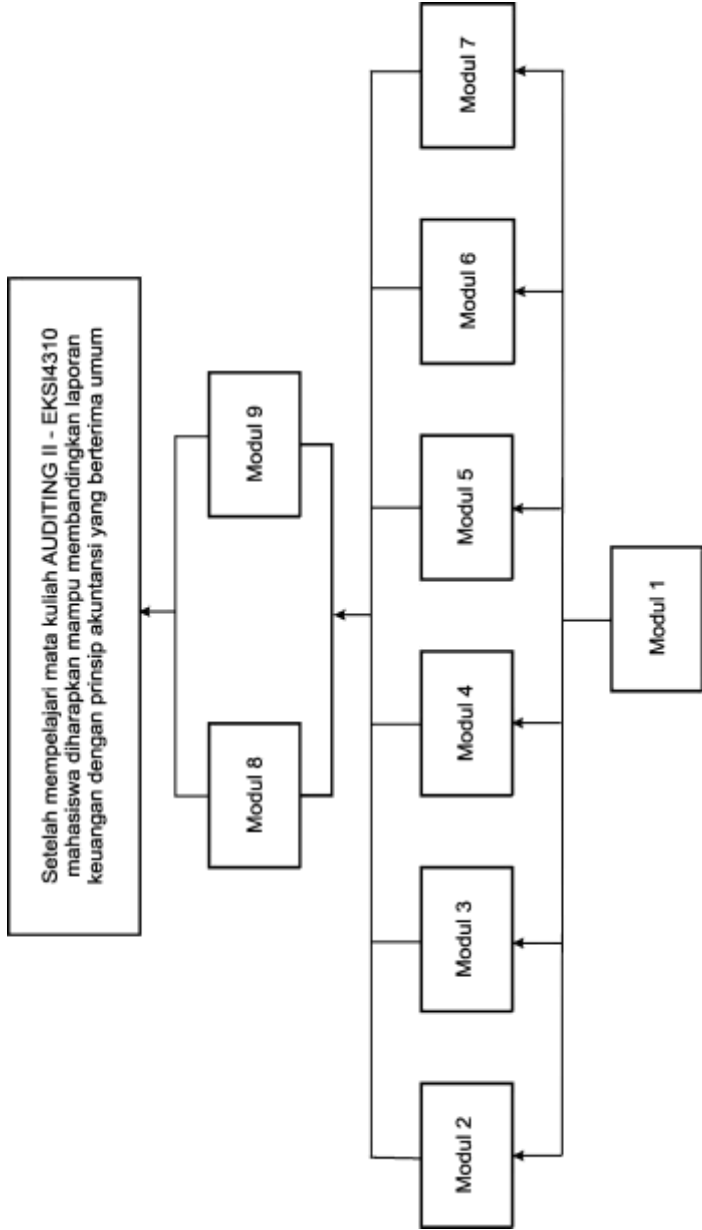 Setelah mempelajari mata kuliah AUDITING II - EKSI4310
mahasiswa diharapkan mampu membandingkan laporan
keuangan dengan prinsip akuntansi yang berterima umum
Modul 8
Modul 9
Modul 2
Modul 3
Modul 4
Modul 5
Modul 6
Modul 7
Modul 1